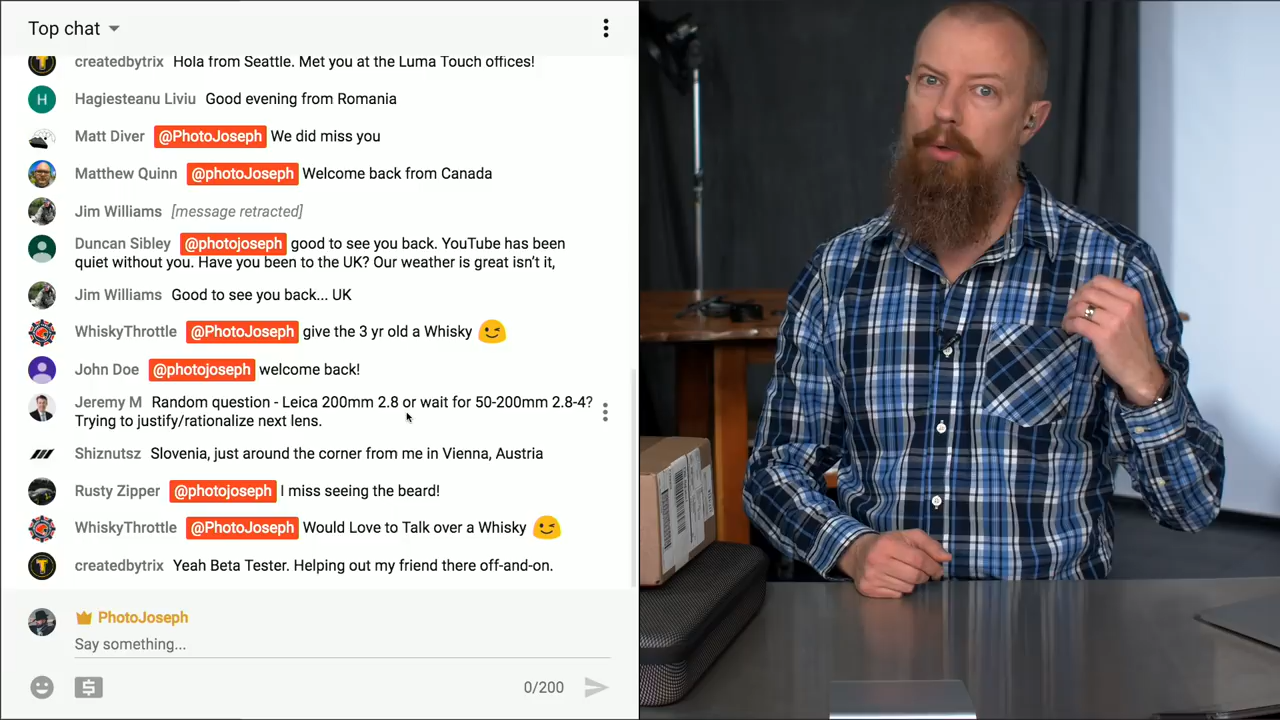 Top chat
createdbytrix Hola from Seattle. Met you at the Luma Touch offices!
H Hagiesteanu Liviu Good evening from Romania
Matt Diver @PhotoJoseph We did miss you
Matthew Quinn @photoJoseph Welcome back from Canada
Jim Williams [message retracted]
Duncan Sibley @photojoseph good to see you back. YouTube has been
quiet without you. Have you been to the UK? Our weather is great isn't it,
Jim Williams Good to see you back... UK
WhiskyThrottle @PhotoJoseph give the 3 yr old a Whisky
John Doe @photojoseph welcome back!
Jeremy M Random question - Leica 200mm 2.8 or wait for 50-200mm 2.8-4?
Trying to justify/rationalize next lens.
Shiznutsz Slovenia, just around the corner from me in Vienna, Austria
Rusty Zipper @photojoseph I miss seeing the beard!
WhiskyThrottle @PhotoJoseph Would Love to Talk over a Whisky
T createdbytrix Yeah Beta Tester. Helping out my friend there off-and-on.
PhotoJoseph
Say something...
$ 0/200